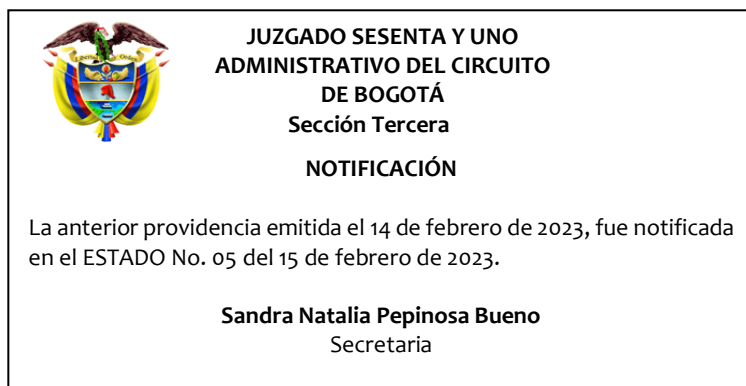 JUZGADO SESENTA Y UNO
ADMINISTRATIVO DEL CIRCUITO
DE BOGOTÁ
Sección Tercera
NOTIFICACIÓN
La anterior providencia emitida el 14 de febrero de 2023, fue notificada
en el ESTADO No. 05 del 15 de febrero de 2023.
Sandra Natalia Pepinosa Bueno
Secretaria